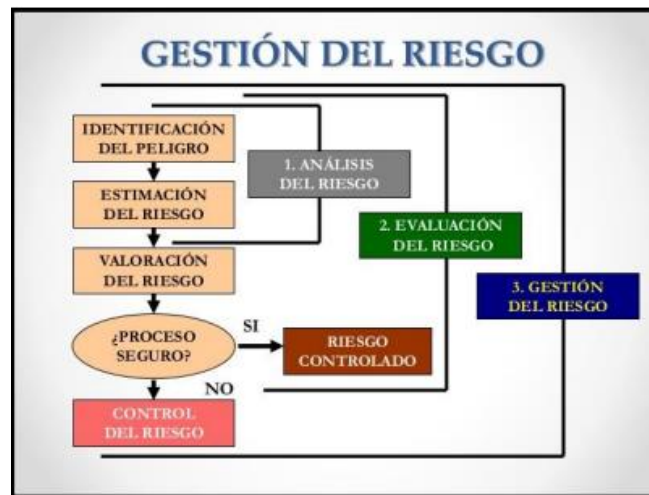 GESTIÓN DEL RIESGO
IDENTIFICACIÓN
DEL PELIGRO
1. ANÁLISIS
DEL RIESGO
ESTIMACIÓN
DEL RIESGO
2. EVALUACIÓN
DEL RIESGO
VALORACIÓN
DEL RIESGO
3. GESTIÓN
DEL RIESGO
¿PROCESO
SEGURO?
SI
RIESGO
CONTROLADO
NO
CONTROL
DEL RIESGO